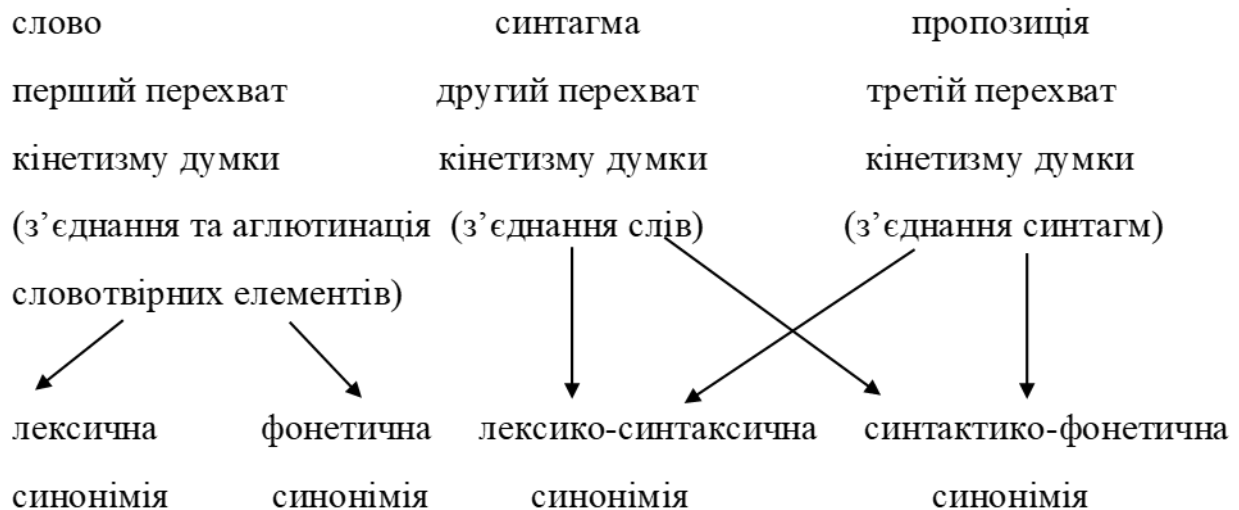 слово синтагма пропозиція
перший перехват другий перехват третій перехват
кінетизму думки кінетизму думки кінетизму думки
(з’єднання та аглютинація (з’єднання слів) (з’єднання синтагм)
словотвірних елементів)
лексична фонетична лексико-синтаксична синтактико-фонетична
синонімія синонімія синонімія синонімія